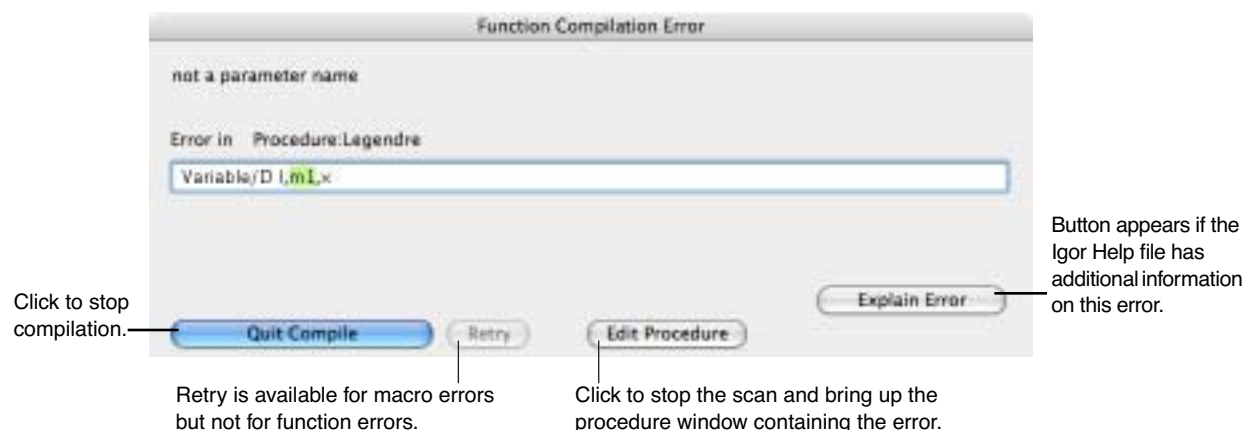 Function Compilation Error
not a parameter name
Error in Procedure:Legendre
Variable/D l,m1,x
Button appears if the
Igor Help file has
additional information
on this error.
Explain Error
Click to stop
compilation.
Quit Compile
Retry
Edit Procedure
Retry is available for macro errors
but not for function errors.
Click to stop the scan and bring up the
procedure window containing the error.